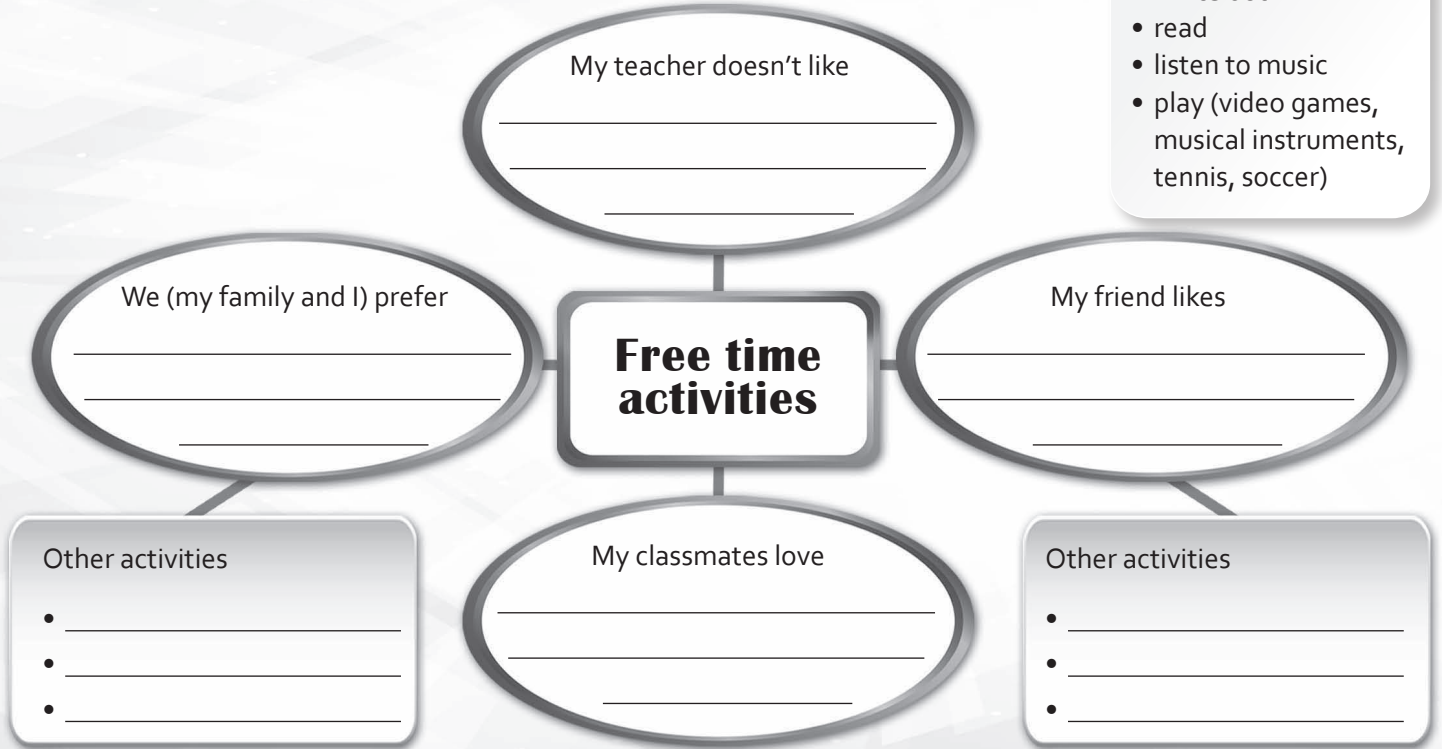 • read
• listen to music
• play (video games,
musical instruments,
tennis, soccer)
My teacher doesn't like
We (my family and I) prefer
Free time
activities
My friend likes
Other activities
•
•
•
My classmates love
Other activities
•
•
•